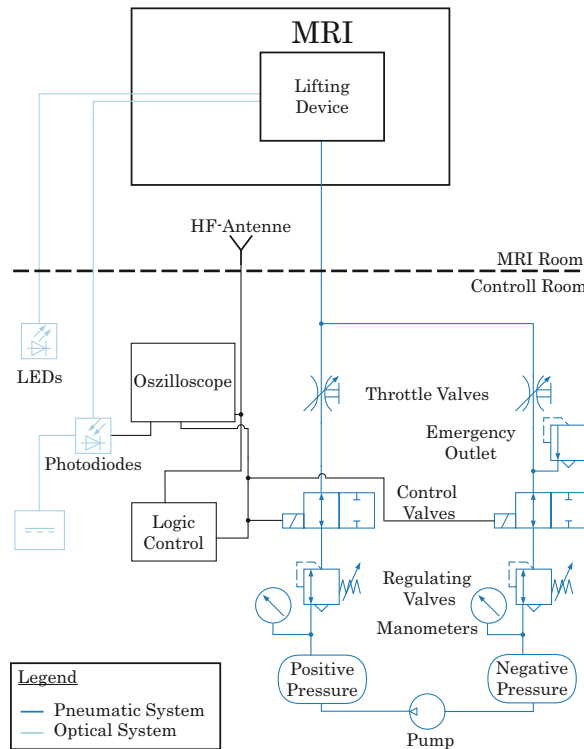 MRI
Lifting
Device
HF-Antenne
MRI Room
Controll Room
LEDs
Oszilloscope
Throttle Valves
Emergency
Outlet
Photodiodes
Control
Valves
Logic
Control
Regulating
Valves
Manometers
Positive
Pressure
Negative
Pressure
Pump
Legend
Pneumatic System
Optical System